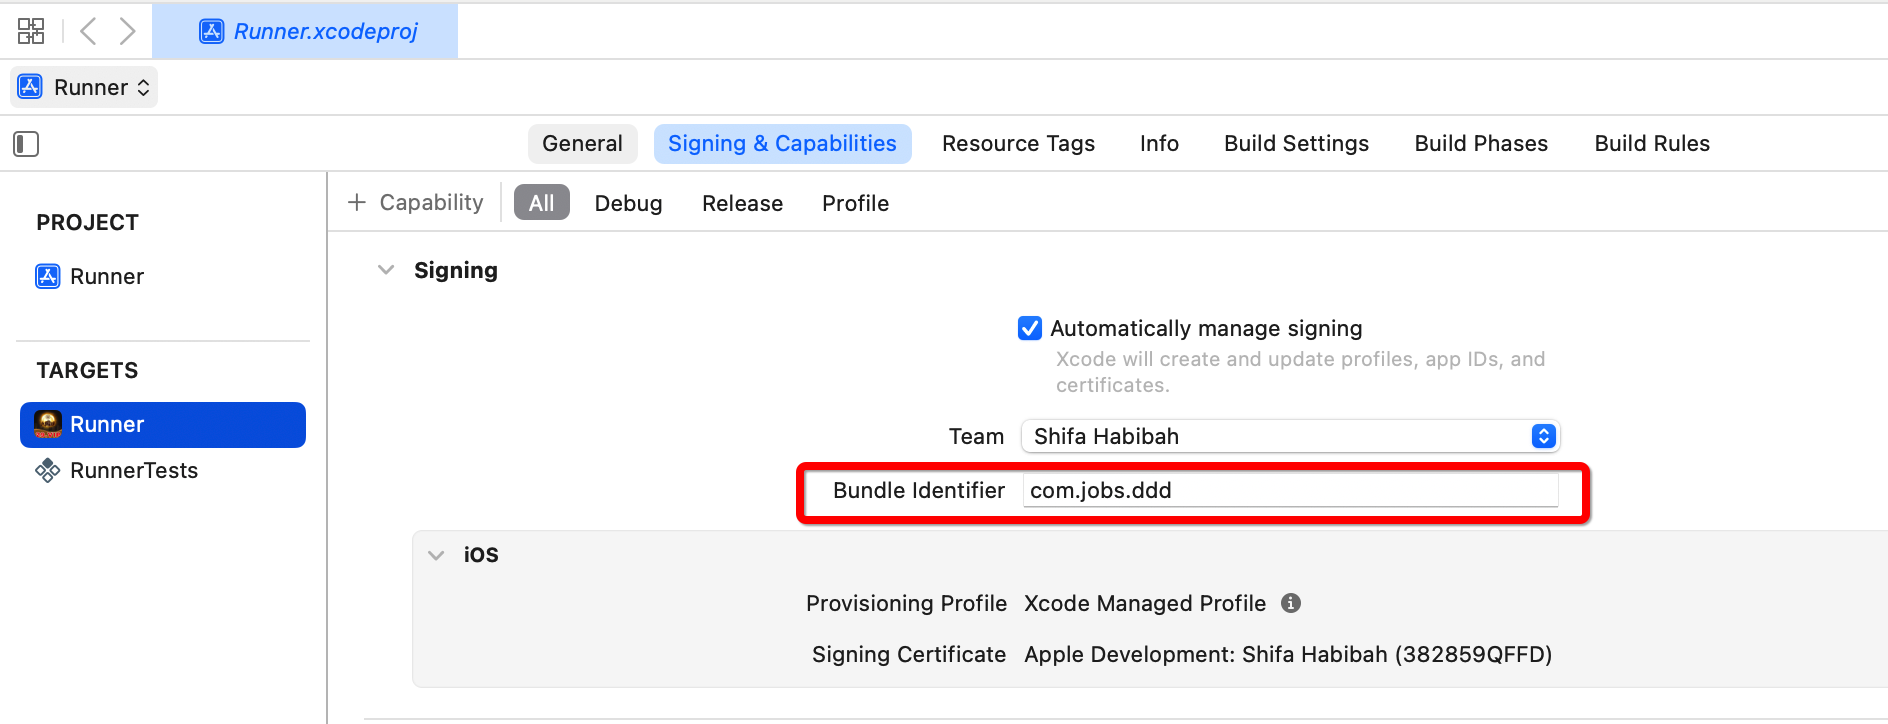 Runner.xcodeproj
Runner
General Signing & Capabilities Resource Tags Info Build Settings Build Phases Build Rules
+ Capability All Debug Release Profile
PROJECT
Runner
TARGETS
Runner
RunnerTests
Signing
Automatically manage signing
Xcode will create and update profiles, app IDs, and
certificates.
Team Shifa Habibah
Bundle Identifier com.jobs.ddd
iOS
Provisioning Profile Xcode Managed Profile
Signing Certificate Apple Development: Shifa Habibah (382859QFFD)